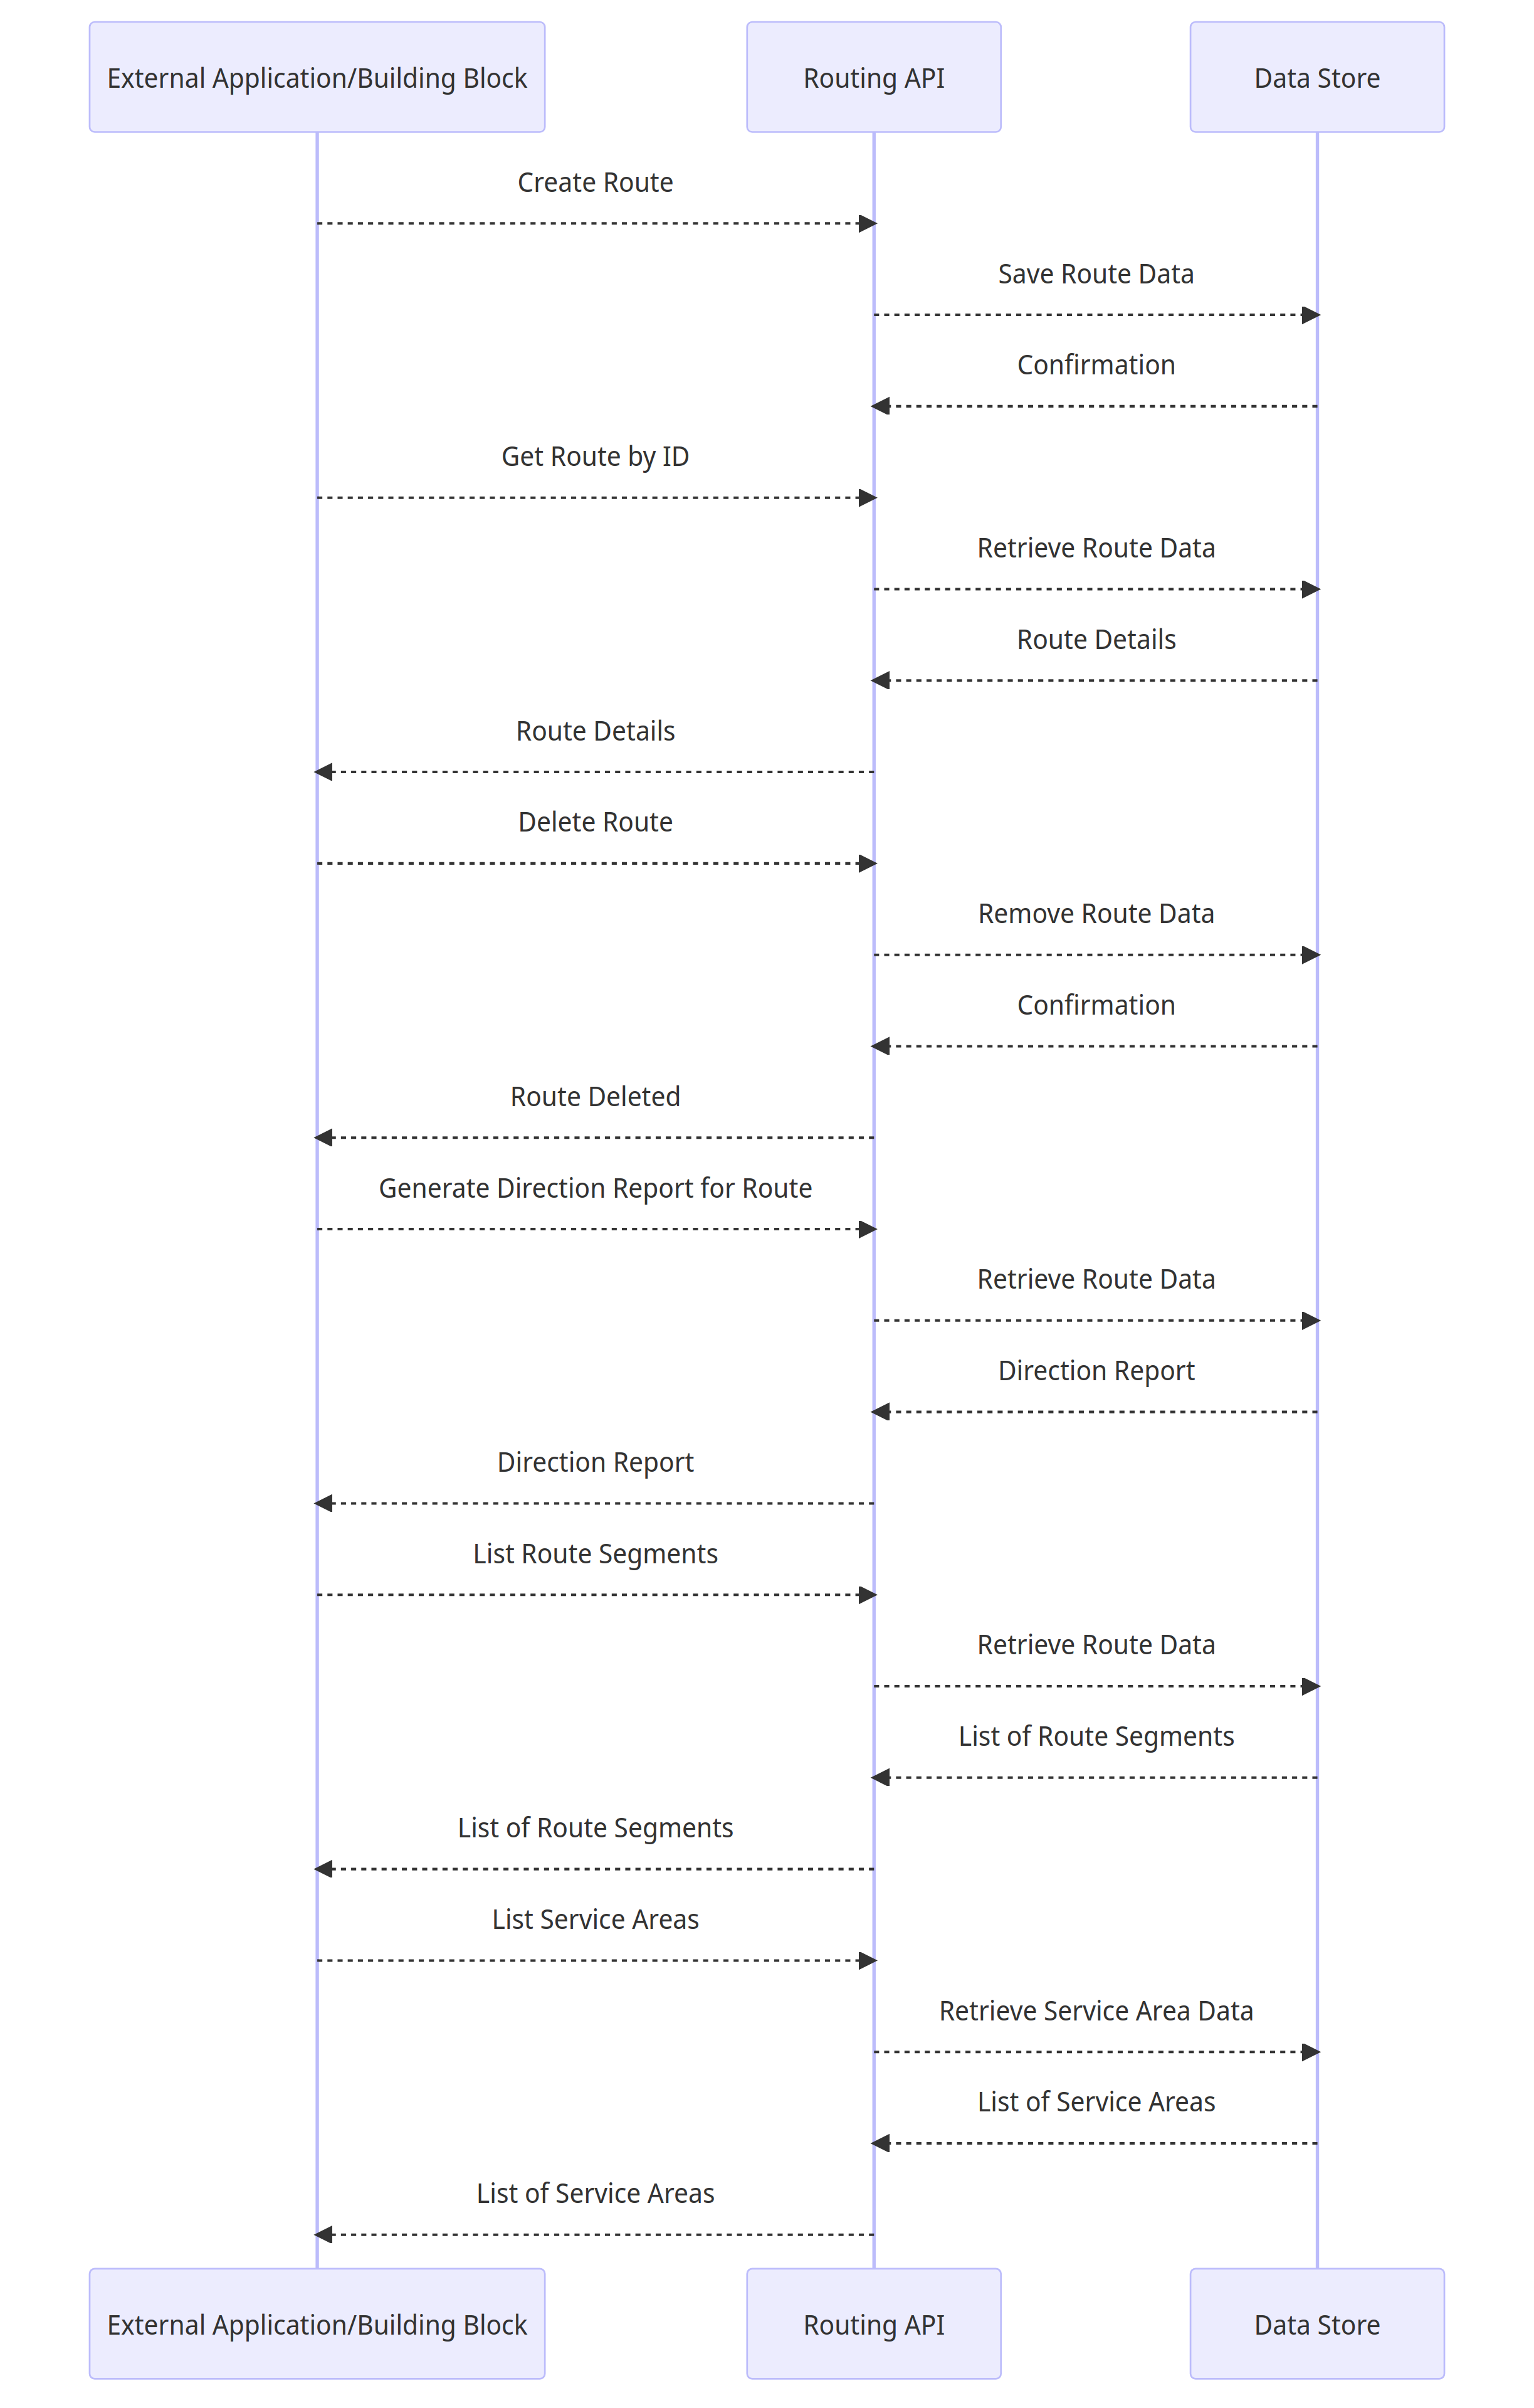 External Application/Building Block
Routing API
Data Store
Create Route
Save Route Data
Confirmation
Get Route by ID
Retrieve Route Data
Route Details
Route Details
Delete Route
Remove Route Data
Confirmation
Route Deleted
Generate Direction Report for Route
Retrieve Route Data
Direction Report
Direction Report
List Route Segments
Retrieve Route Data
List of Route Segments
List of Route Segments
List Service Areas
Retrieve Service Area Data
List of Service Areas
List of Service Areas
External Application/Building Block
Routing API
Data Store